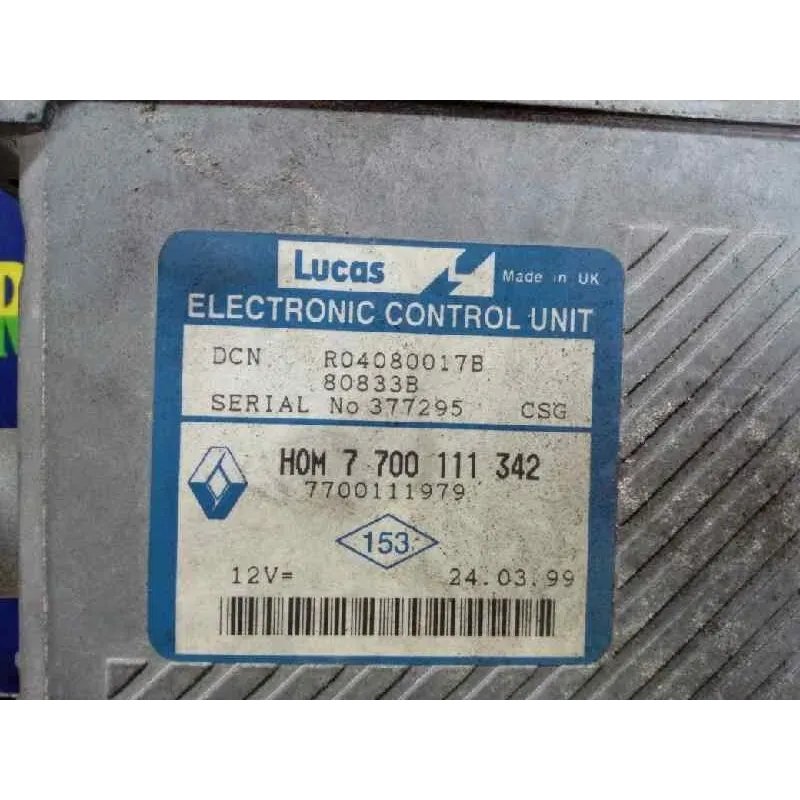 Lucas Made in UK
ELECTRONIC CONTROL UNIT
DCN R04080017B
80833B
SERIAL No 377295 CSG
HOM 7 700 111 342
7700111979
153
12V= 24.03.99